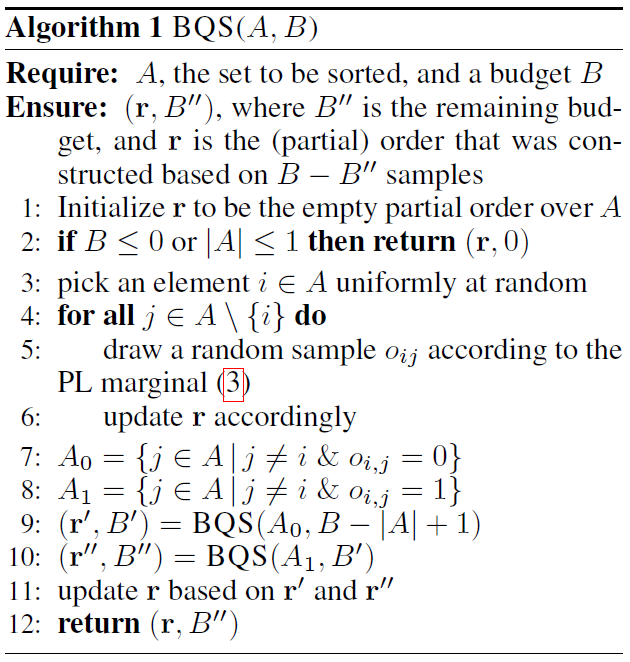 Algorithm 1 BQS(A, B)
Require: A, the set to be sorted, and a budget B
Ensure: (r, B″), where B″ is the remaining bud-
get, and r is the (partial) order that was con-
structed based on B − B″ samples
1: Initialize r to be the empty partial order over A
2: if B ≤ 0 or |A| ≤ 1 then return (r, 0)
3: pick an element i ∈ A uniformly at random
4: for all j ∈ A \ {i} do
5: draw a random sample o_{ij} according to the
PL marginal (3)
6: update r accordingly
7: A_0 = {j ∈ A | j ≠ i & o_{i,j} = 0}
8: A_1 = {j ∈ A | j ≠ i & o_{i,j} = 1}
9: (r′, B′) = BQS(A_0, B − |A| + 1)
10: (r″, B″) = BQS(A_1, B′)
11: update r based on r′ and r″
12: return (r, B″)